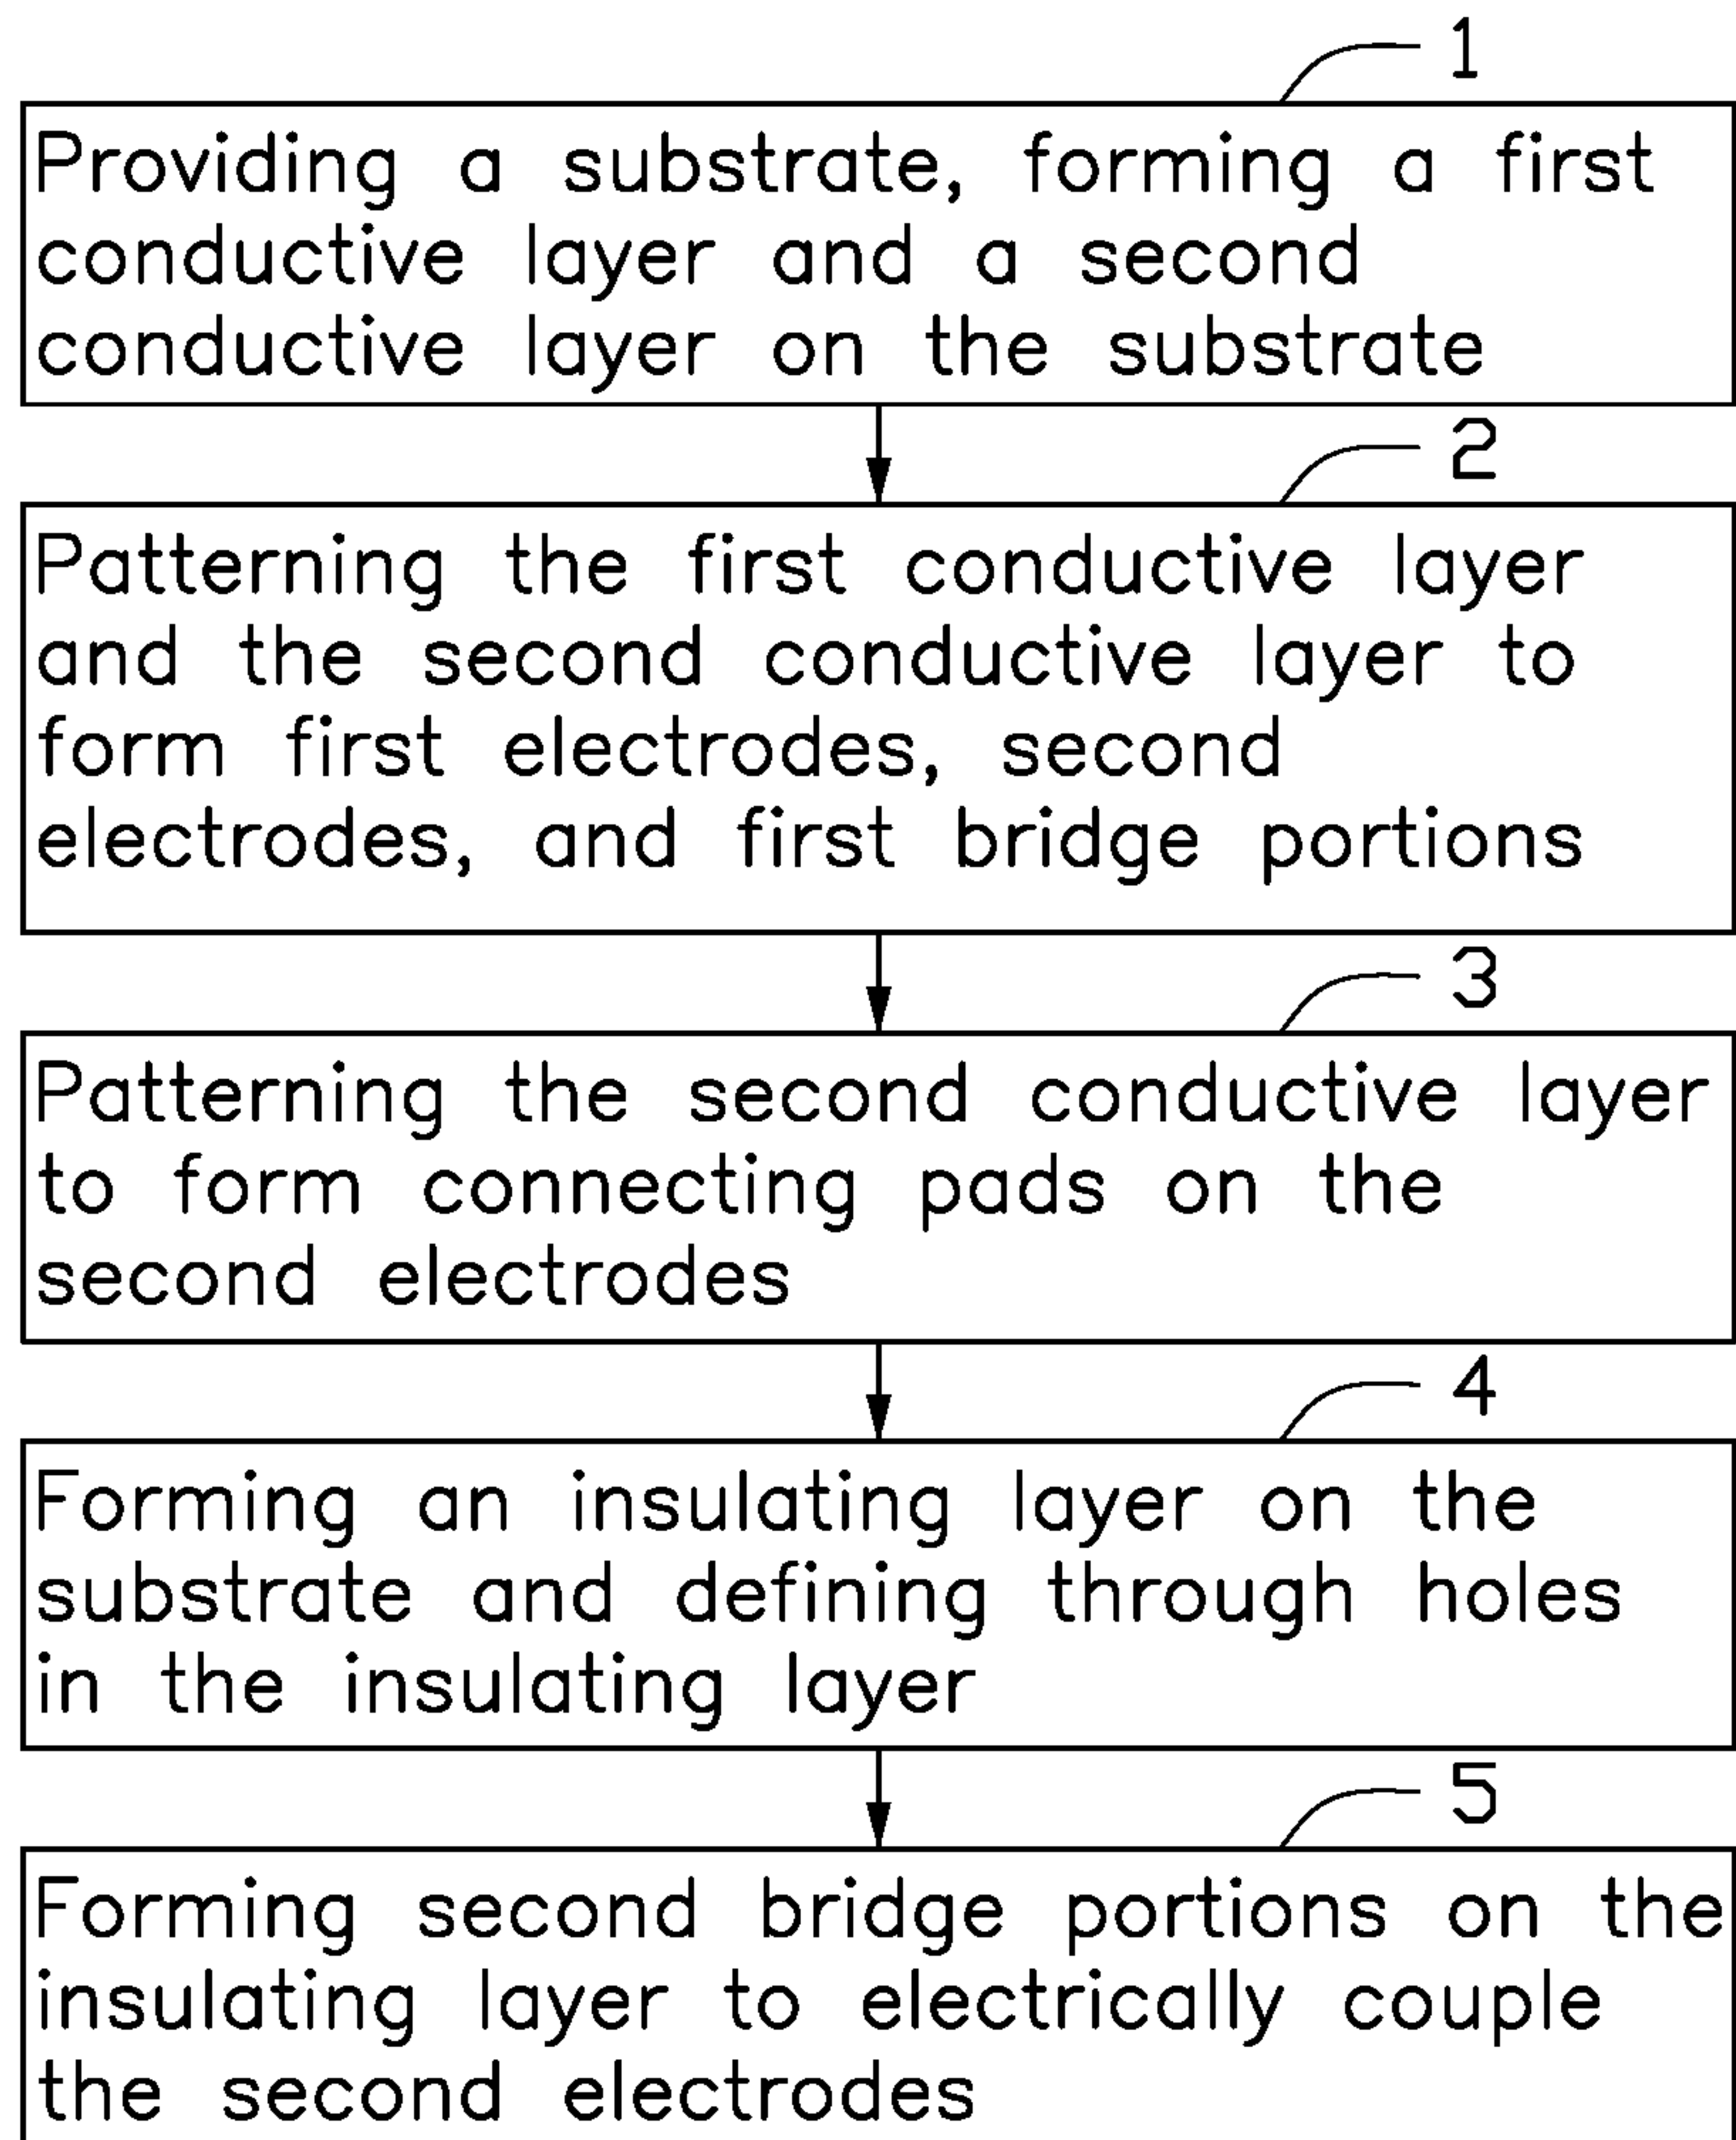 1
Providing a substrate, forming a first
conductive layer and a second
conductive layer on the substrate
2
Patterning the first conductive layer
and the second conductive layer to
form first electrodes, second
electrodes, and first bridge portions
3
Patterning the second conductive layer
to form connecting pads on the
second electrodes
4
Forming an insulating layer on the
substrate and defining through holes
in the insulating layer
5
Forming second bridge portions on the
insulating layer to electrically couple
the second electrodes